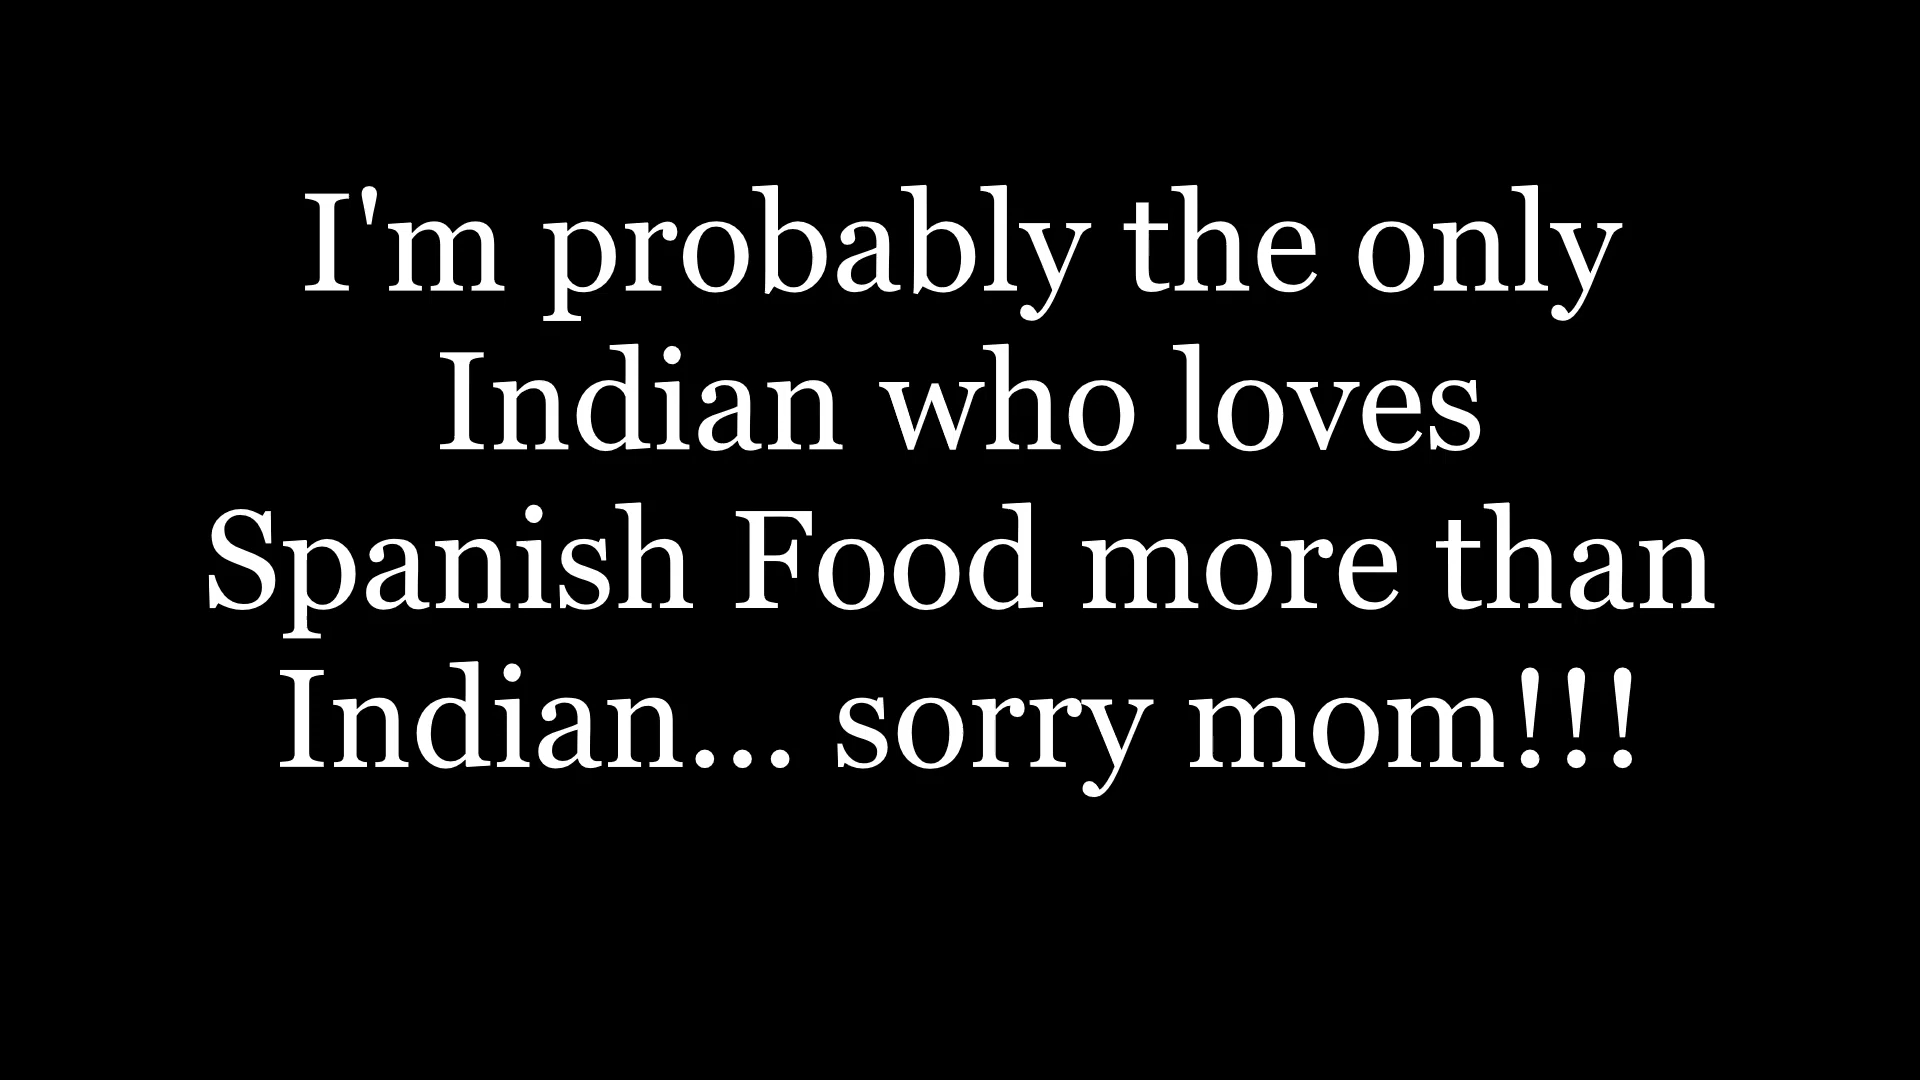 I'm probably the only
Indian who loves
Spanish Food more than
Indian... sorry mom!!!